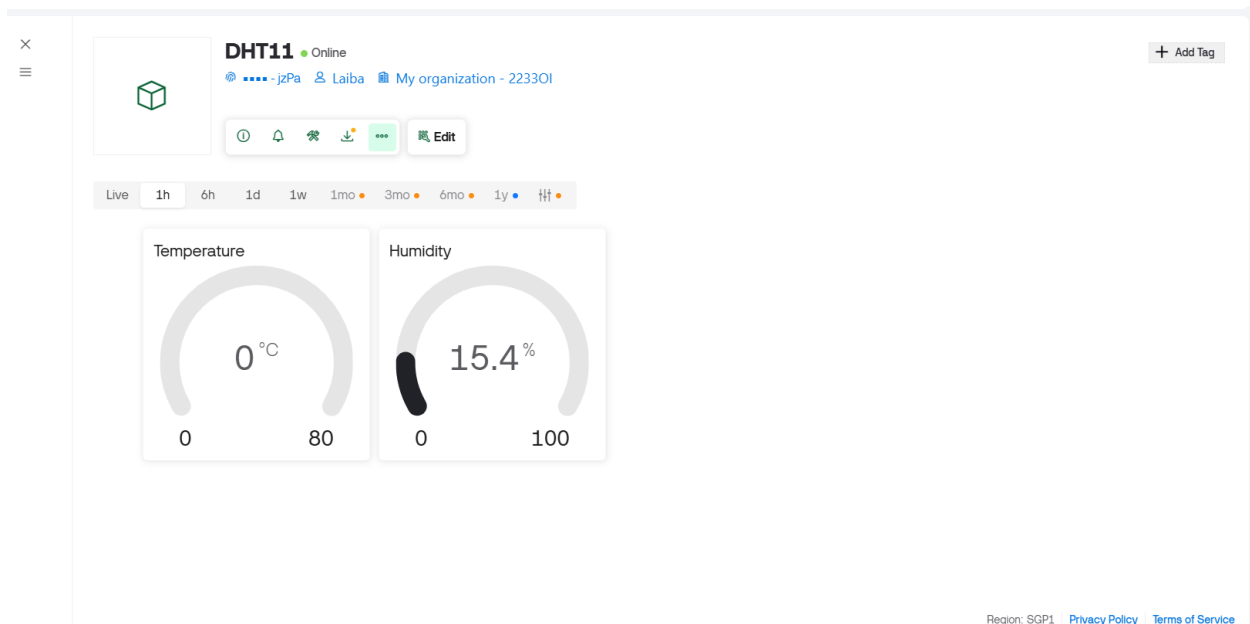 DHT11 Online
- jzPa Laiba My organization - 2233OI
Add Tag
Edit
Live 1h 6h 1d 1w 1mo 3mo 6mo 1y
Temperature
0 °C
0 80
Humidity
15.4 %
0 100
Region: SGP1 Privacy Policy Terms of Service